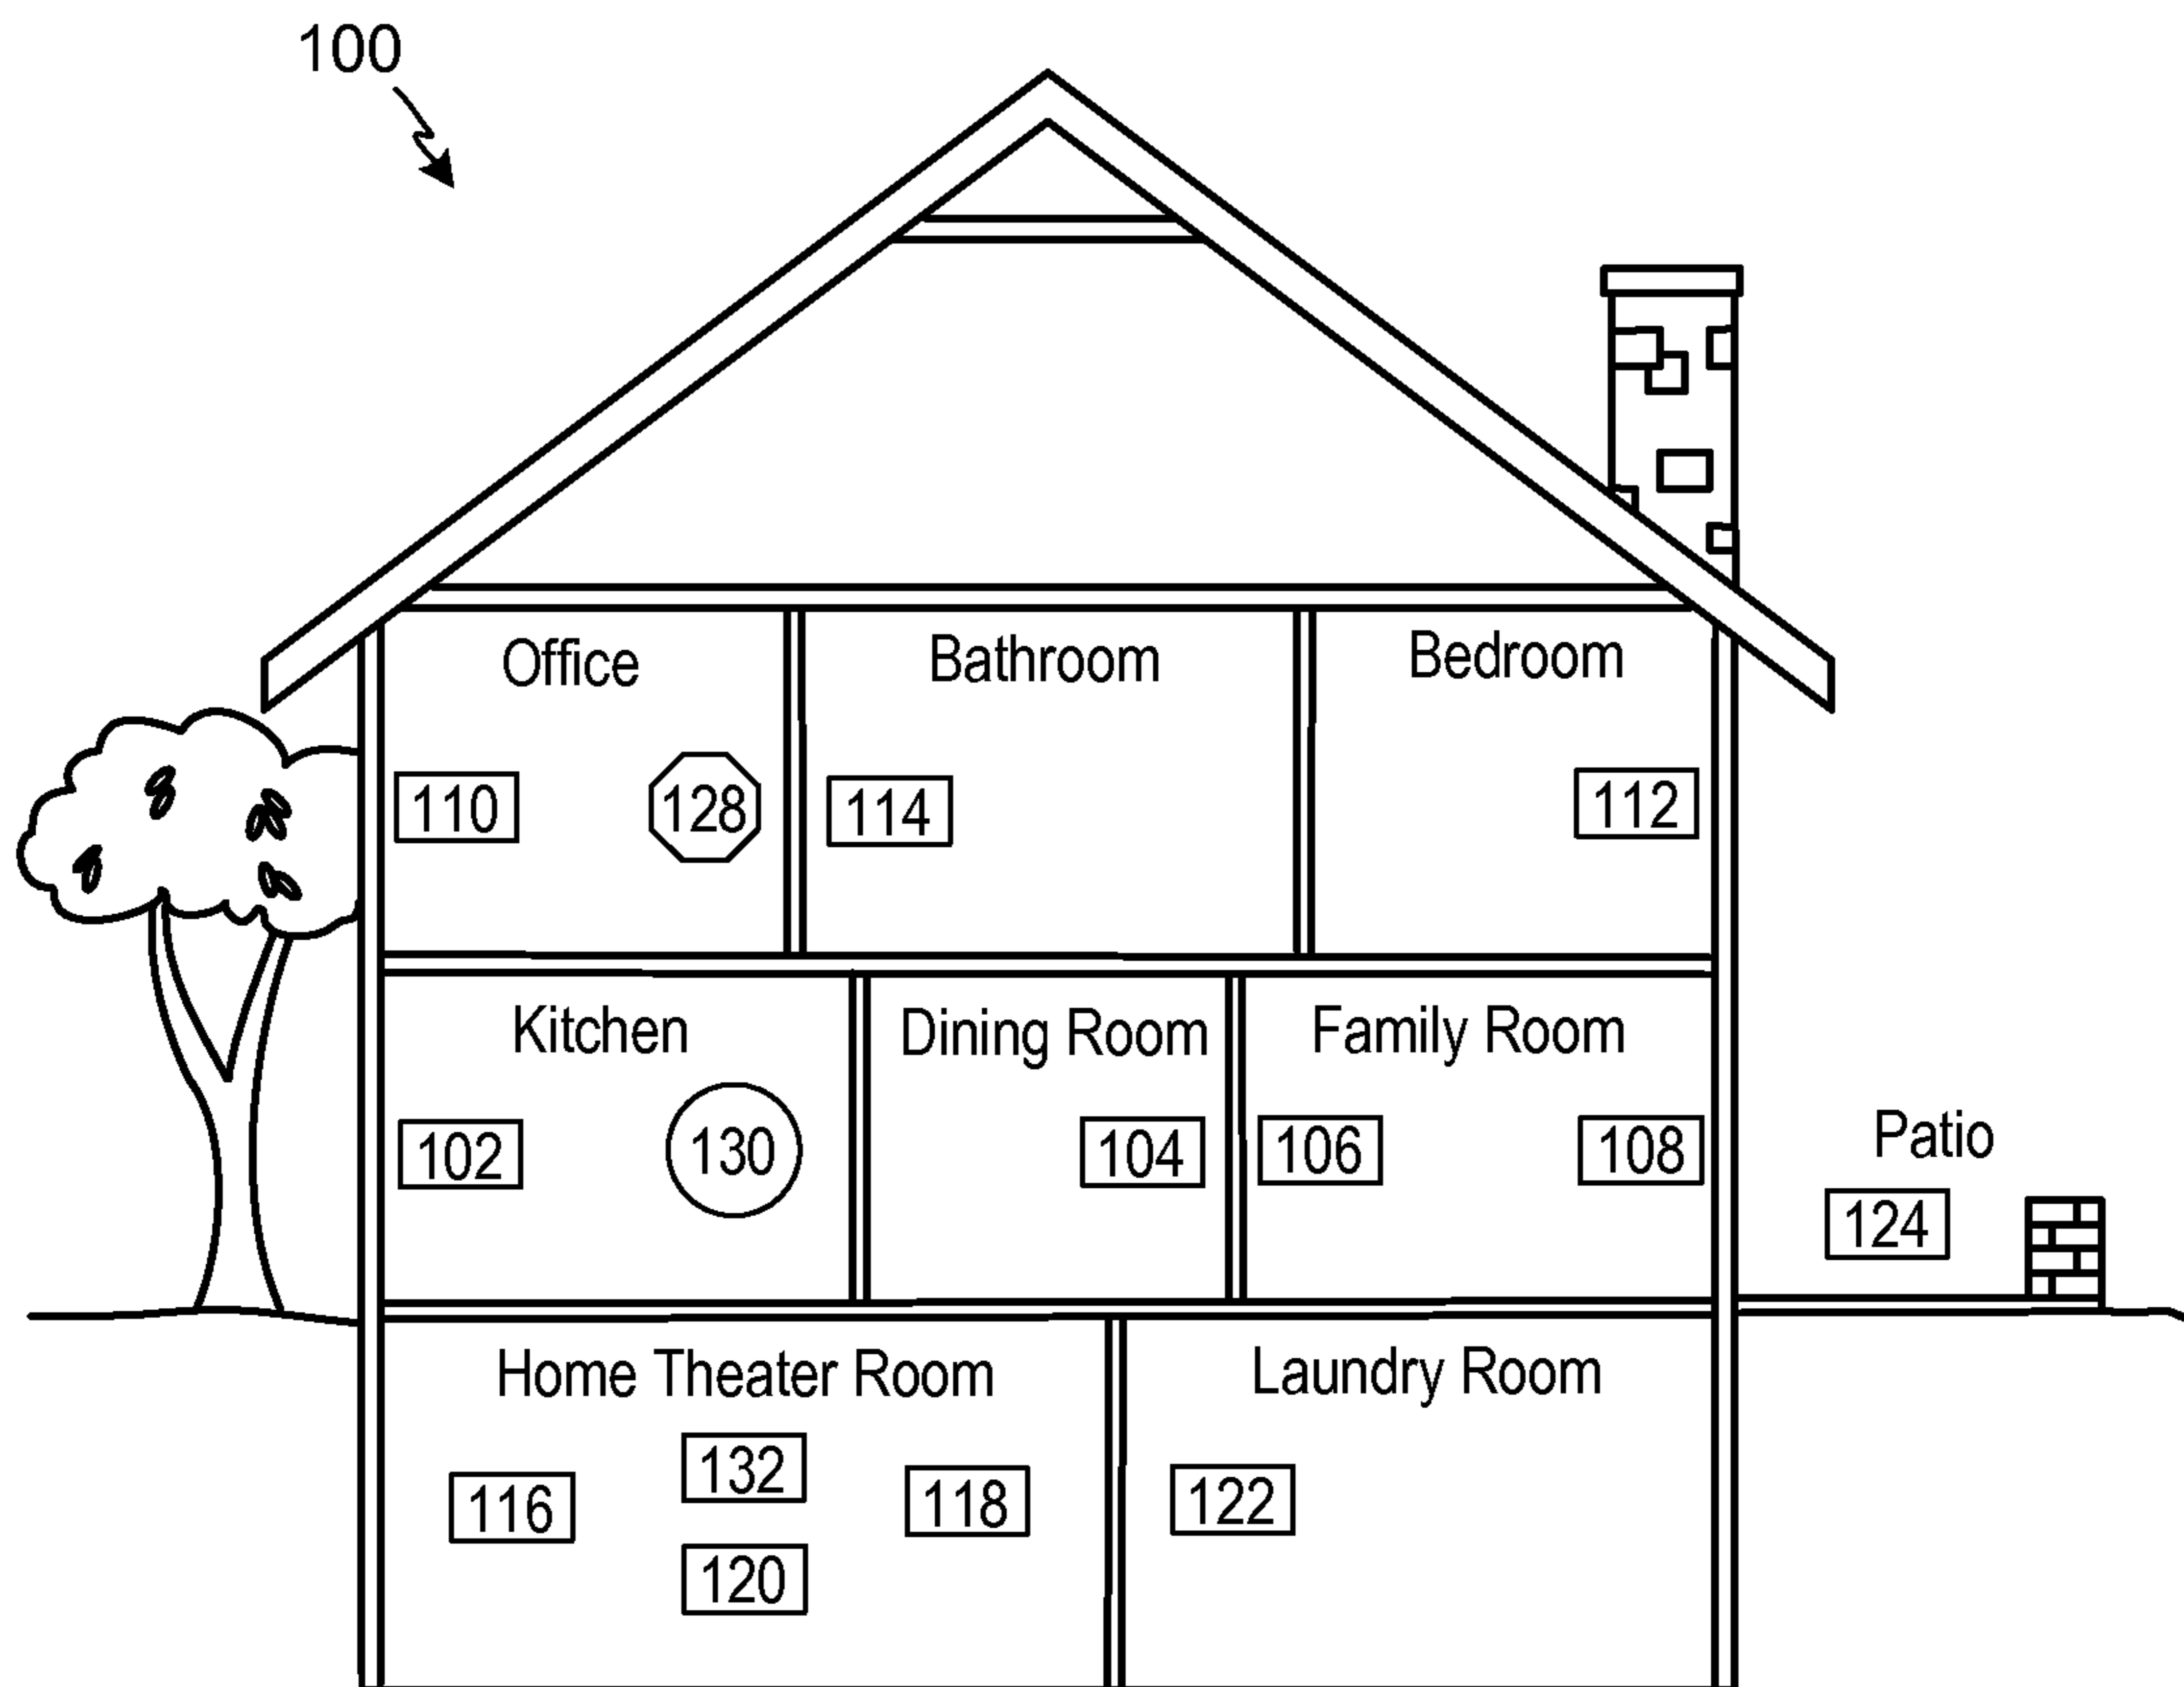 100
Office
Bathroom
Bedroom
110
128
114
112
Kitchen
Dining Room
Family Room
102
130
104
106
108
Patio
124
Home Theater Room
Laundry Room
116
132
118
120
122